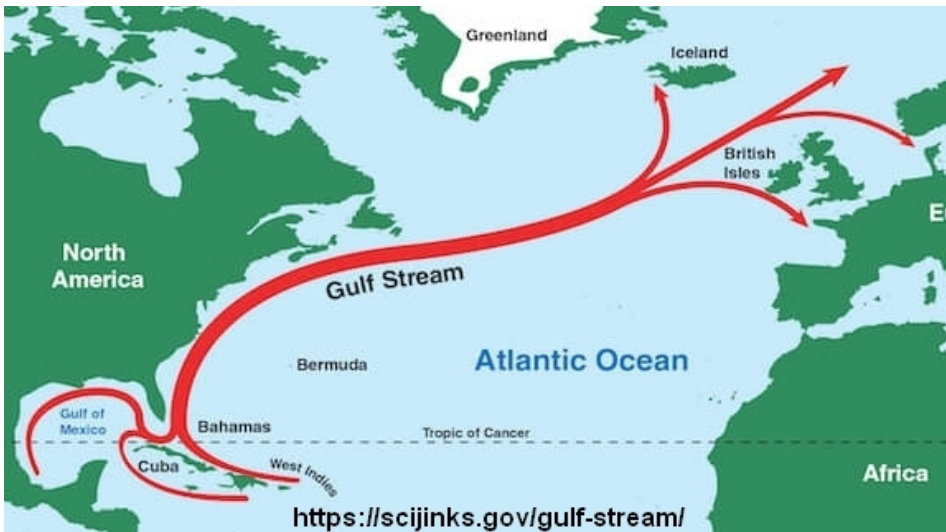 Greenland
Iceland
British
Isles
E
North
America
Gulf Stream
Bermuda
Atlantic Ocean
Gulf of
Mexico
Bahamas
Tropic of Cancer
Cuba
West Indies
Africa
https://scijinks.gov/gulf-stream/